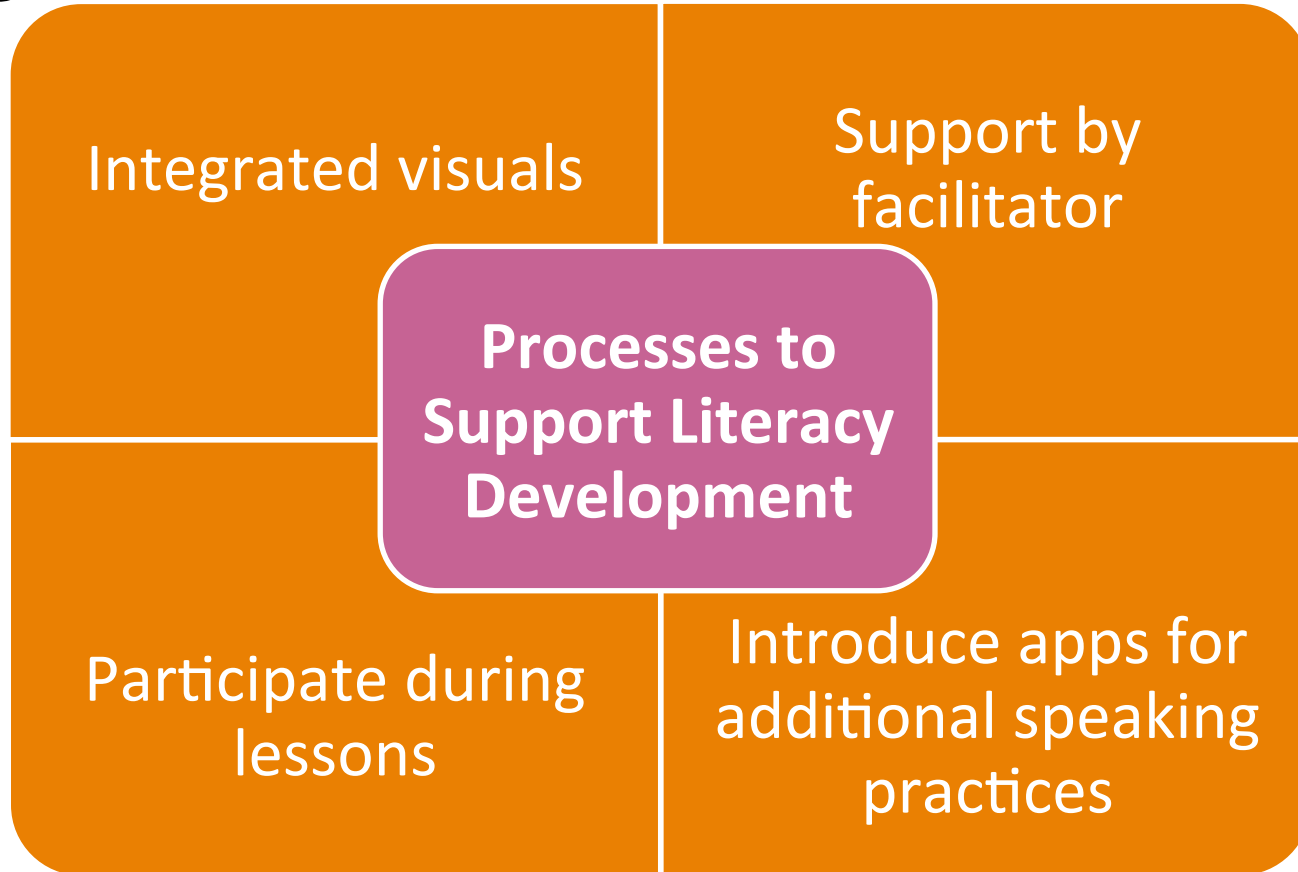 Integrated visuals
Support by
facilitator
Processes to
Support Literacy
Development
Participate during
lessons
Introduce apps for
additional speaking
practices